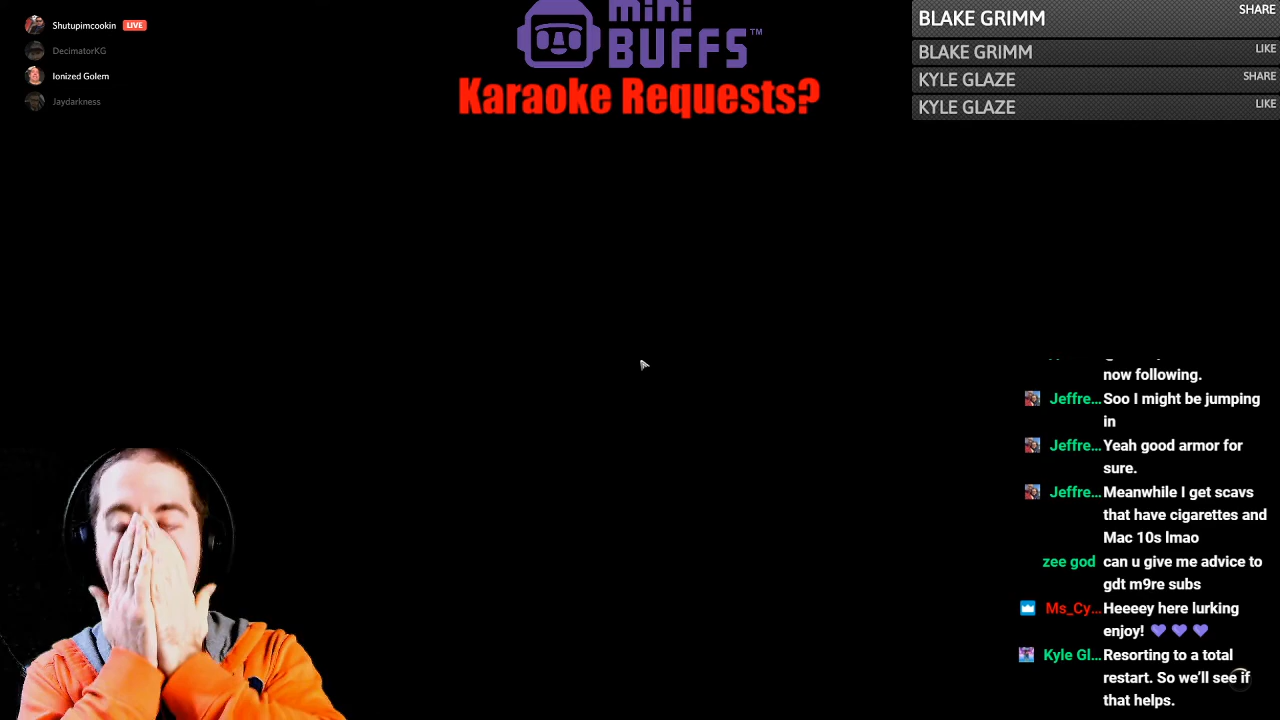 Shutupimcookin LIVE
DecimatorKG
Ionized Golem
Jaydarkness
mini
BUFFS™
Karaoke Requests?
BLAKE GRIMM SHARE
BLAKE GRIMM LIKE
KYLE GLAZE SHARE
KYLE GLAZE LIKE
now following.
Jeffre... Soo I might be jumping
in
Jeffre... Yeah good armor for
sure.
Jeffre... Meanwhile I get scavs
that have cigarettes and
Mac 10s lmao
zee god can u give me advice to
gdt m9re subs
Ms_Cy... Heeeey here lurking
enjoy! 💜 💜 💜
Kyle Gl... Resorting to a total
restart. So we'll see if
that helps.